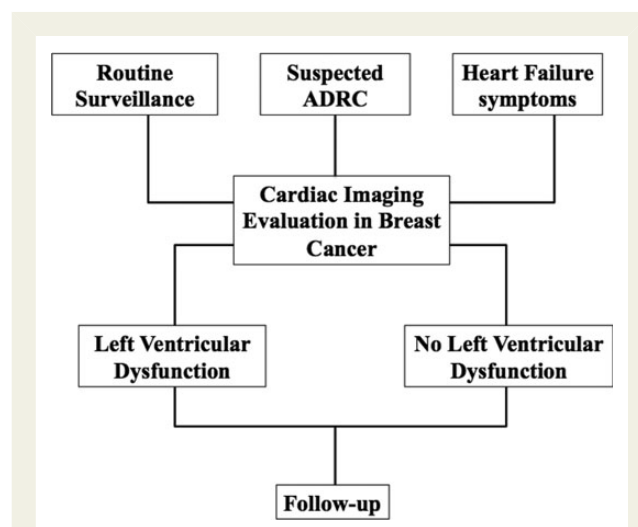 Routine
Surveillance
Suspected
ADRC
Heart Failure
symptoms
Cardiac Imaging
Evaluation in Breast
Cancer
Left Ventricular
Dysfunction
No Left Ventricular
Dysfunction
Follow-up